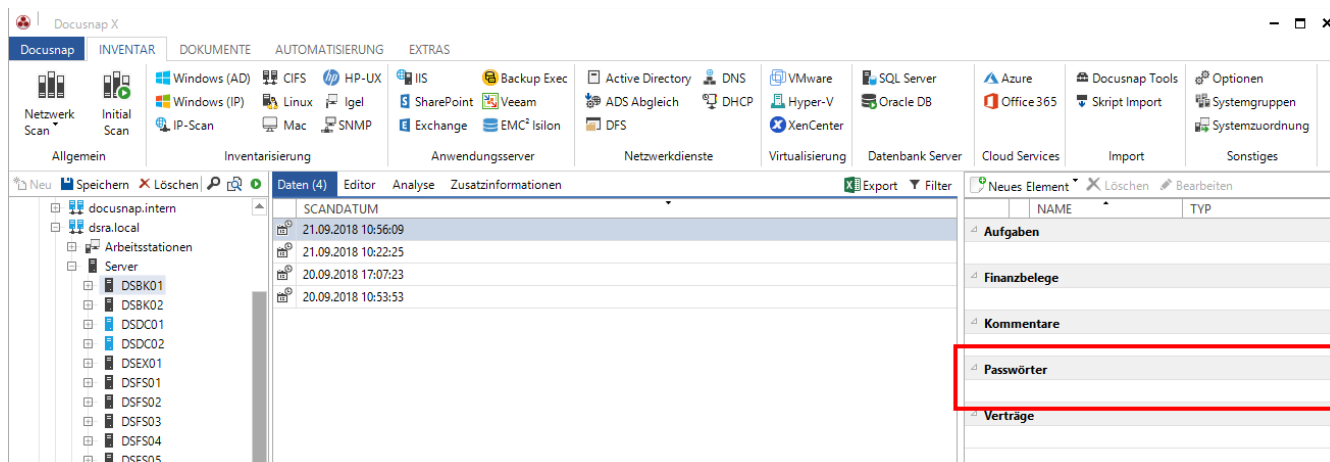 Docusnap X
Docusnap INVENTAR DOKUMENTE AUTOMATISIERUNG EXTRAS
Windows (AD) CIFS HP-UX IIS Backup Exec Active Directory DNS VMware SQL Server Azure Docusnap Tools Optionen
Windows (IP) Linux Igel SharePoint Veeam ADS Abgleich DHCP Hyper-V Oracle DB Office 365 Skript Import Systemgruppen
Netzwerk Scan Initial Scan IP-Scan Mac SNMP Exchange EMC² Isilon DFS XenCenter Systemzuordnung
Allgemein Inventarisierung Anwendungsserver Netzwerkdienste Virtualisierung Datenbank Server Cloud Services Import Sonstiges
Neu Speichern Löschen Daten (4) Editor Analyse Zusatzinformationen Export Filter Neues Element Löschen Bearbeiten
docusnap.intern
dsra.local
Arbeitsstationen
Server
DSBK01
DSBK02
DSDC01
DSDC02
DSEX01
DSFS01
DSFS02
DSFS03
DSFS04
DSFS05
SCANDATUM
21.09.2018 10:56:09
21.09.2018 10:22:25
20.09.2018 17:07:23
20.09.2018 10:53:53
NAME TYP
Aufgaben
Finanzbelege
Kommentare
Passwörter
Verträge